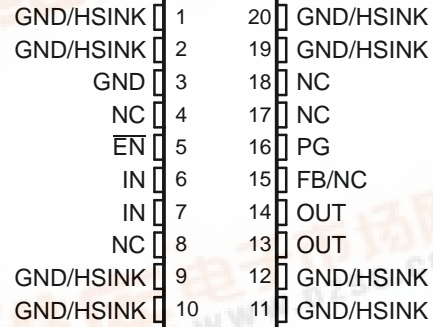 GND/HSINK 1 20 GND/HSINK
GND/HSINK 2 19 GND/HSINK
GND 3 18 NC
NC 4 17 NC
E̅N̅ 5 16 PG
IN 6 15 FB/NC
IN 7 14 OUT
NC 8 13 OUT
GND/HSINK 9 12 GND/HSINK
GND/HSINK 10 11 GND/HSINK